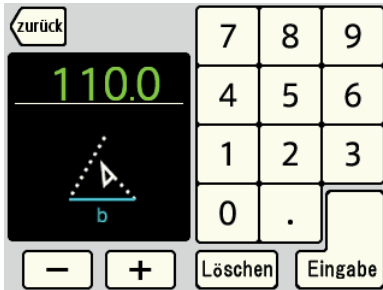 zurück
110.0
b
7 8 9
4 5 6
1 2 3
0 .
− +
Löschen
Eingabe